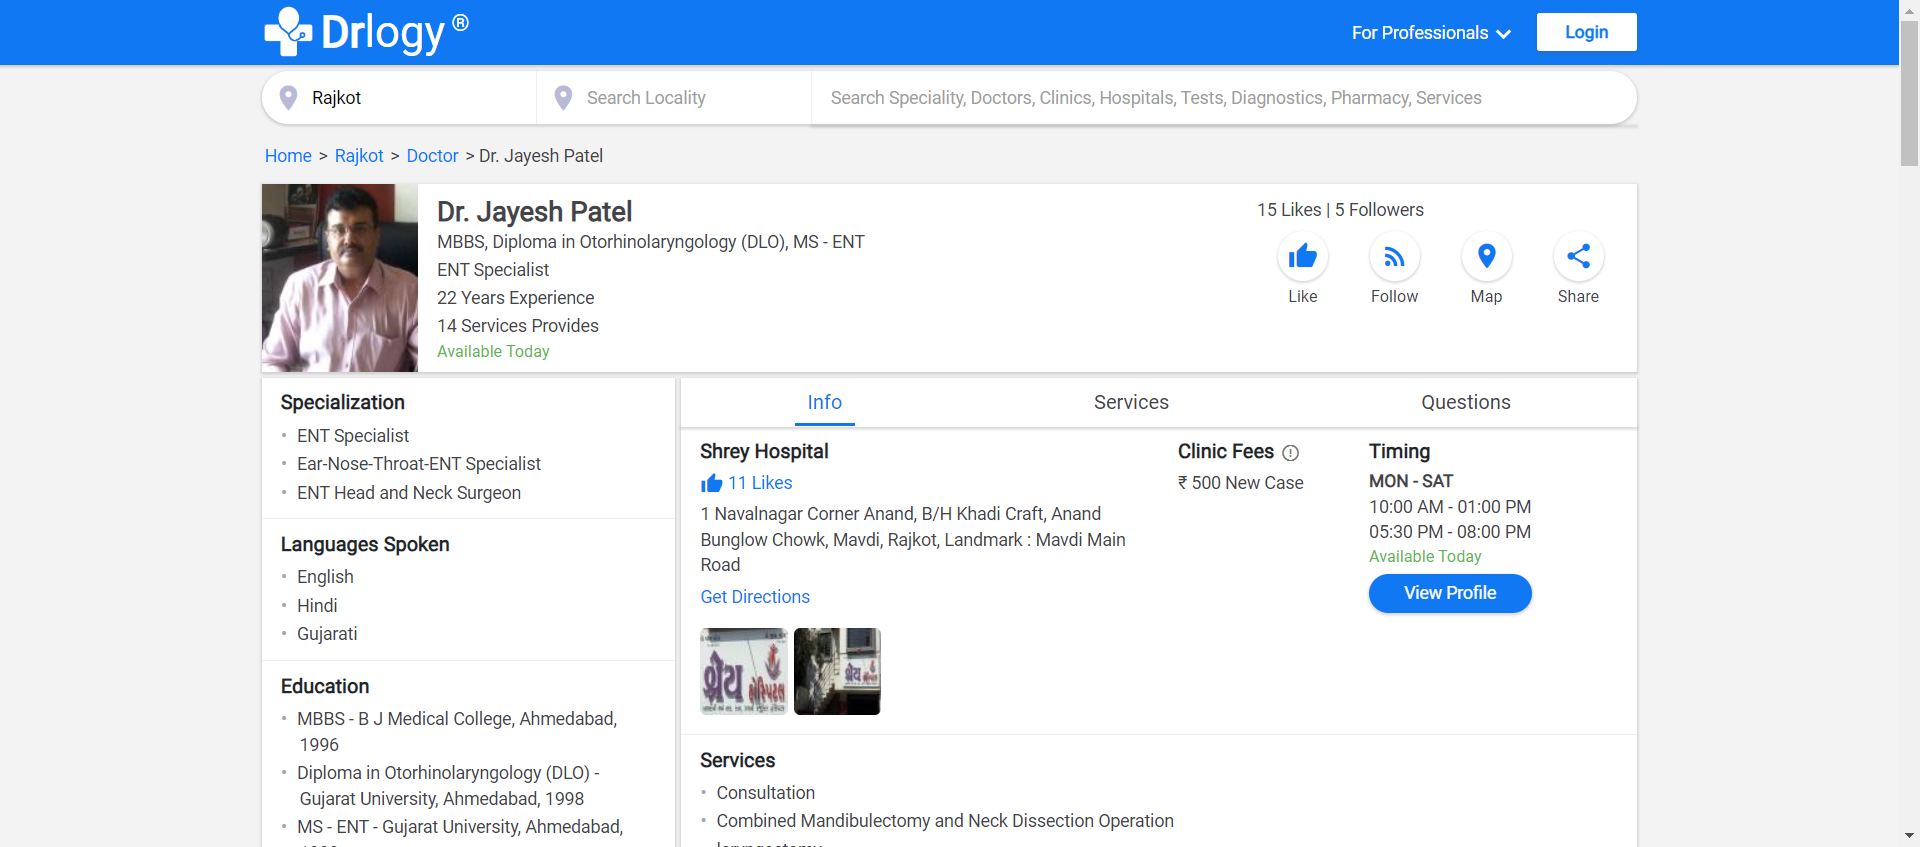 Drlogy ®
For Professionals
Login
Rajkot
Search Locality
Search Speciality, Doctors, Clinics, Hospitals, Tests, Diagnostics, Pharmacy, Services
Home > Rajkot > Doctor > Dr. Jayesh Patel
Dr. Jayesh Patel
MBBS, Diploma in Otorhinolaryngology (DLO), MS - ENT
ENT Specialist
22 Years Experience
14 Services Provides
Available Today
15 Likes | 5 Followers
Like
Follow
Map
Share
Specialization
• ENT Specialist
• Ear-Nose-Throat-ENT Specialist
• ENT Head and Neck Surgeon
Languages Spoken
• English
• Hindi
• Gujarati
Education
• MBBS - B J Medical College, Ahmedabad,
1996
• Diploma in Otorhinolaryngology (DLO) -
Gujarat University, Ahmedabad, 1998
• MS - ENT - Gujarat University, Ahmedabad,
Info
Services
Questions
Shrey Hospital
11 Likes
1 Navalnagar Corner Anand, B/H Khadi Craft, Anand
Bunglow Chowk, Mavdi, Rajkot, Landmark : Mavdi Main
Road
Get Directions
Clinic Fees
₹ 500 New Case
Timing
MON - SAT
10:00 AM - 01:00 PM
05:30 PM - 08:00 PM
Available Today
View Profile
શ્રેય
હોસ્પિટલ
શ્રેય
Services
• Consultation
• Combined Mandibulectomy and Neck Dissection Operation